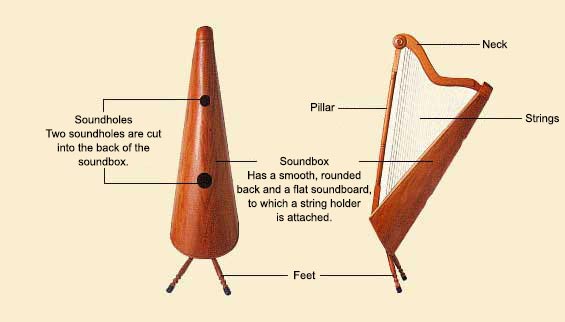 Neck
Pillar
Strings
Soundholes
Two soundholes are cut
into the back of the
soundbox.
Soundbox
Has a smooth, rounded
back and a flat soundboard,
to which a string holder
is attached.
Feet